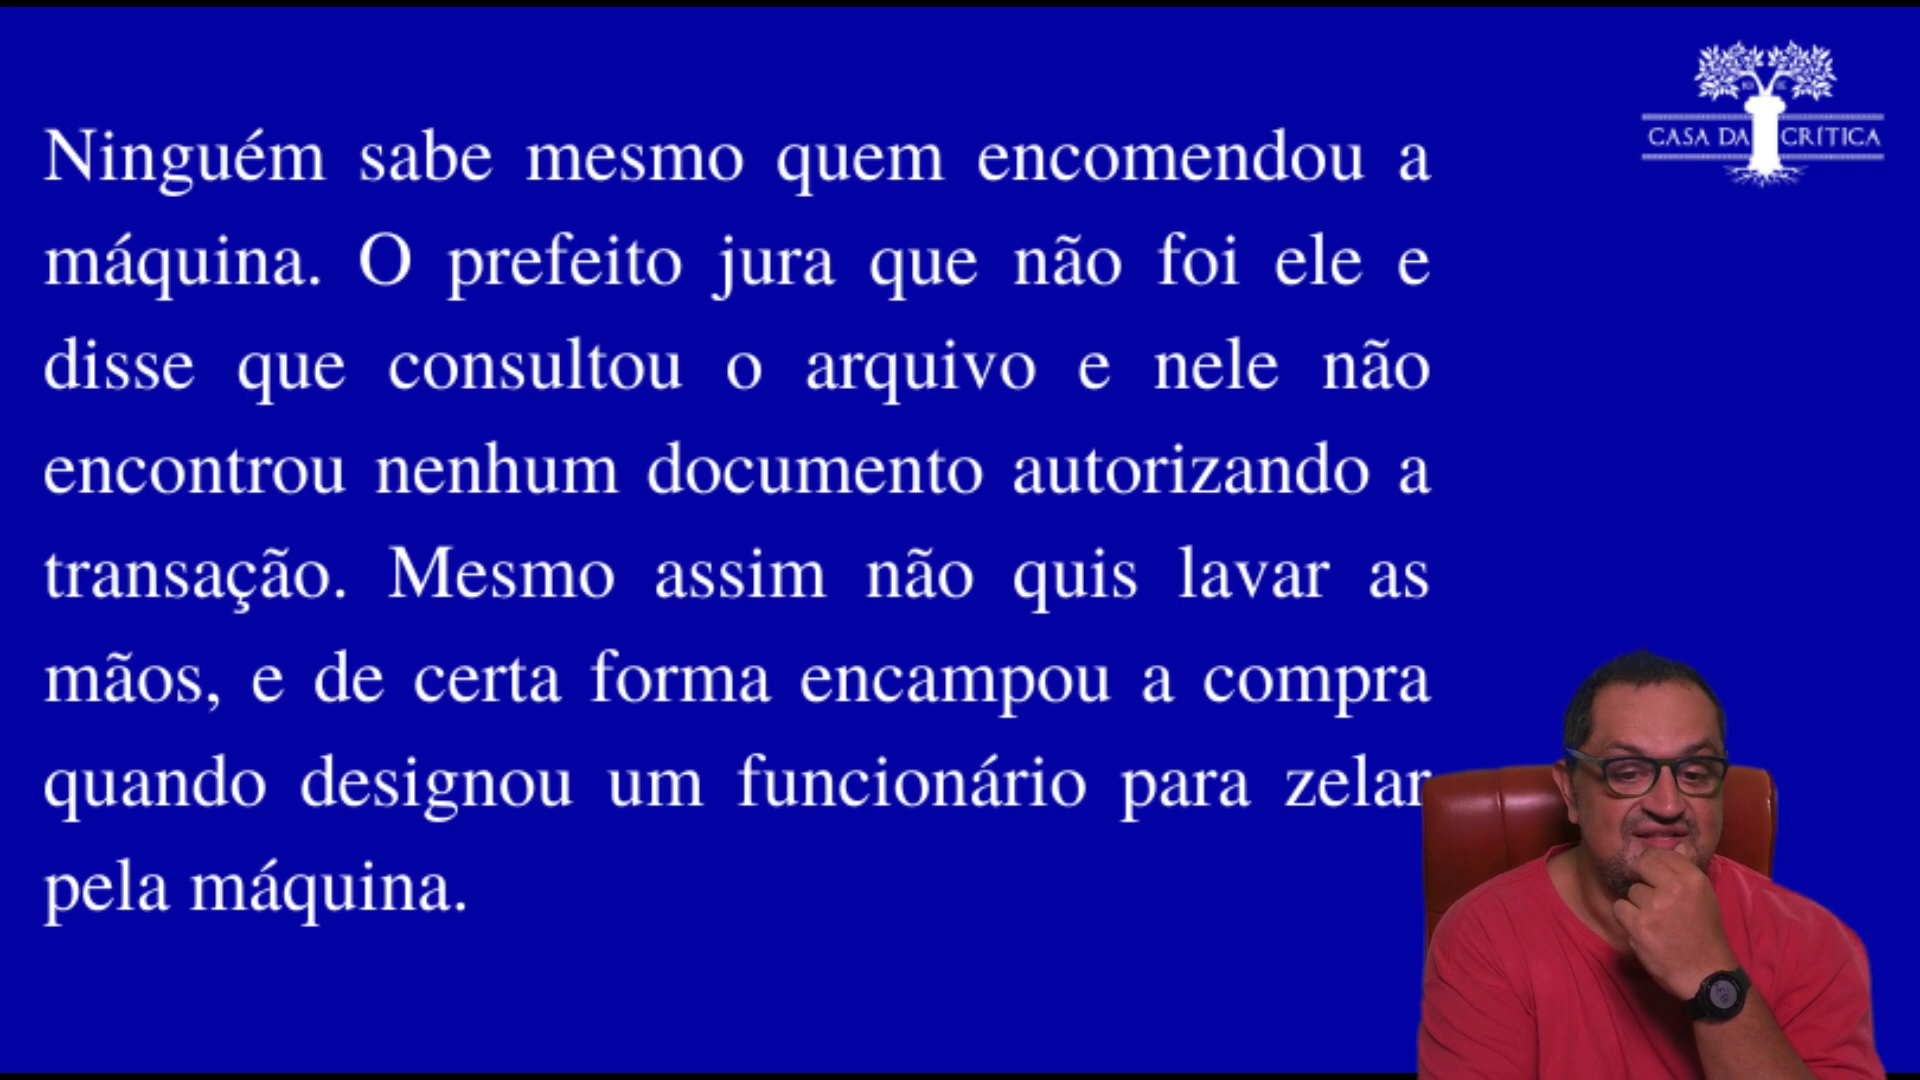 CASA DA CRÍTICA
Ninguém sabe mesmo quem encomendou a
máquina. O prefeito jura que não foi ele e
disse que consultou o arquivo e nele não
encontrou nenhum documento autorizando a
transação. Mesmo assim não quis lavar as
mãos, e de certa forma encampou a compra
quando designou um funcionário para zelar
pela máquina.